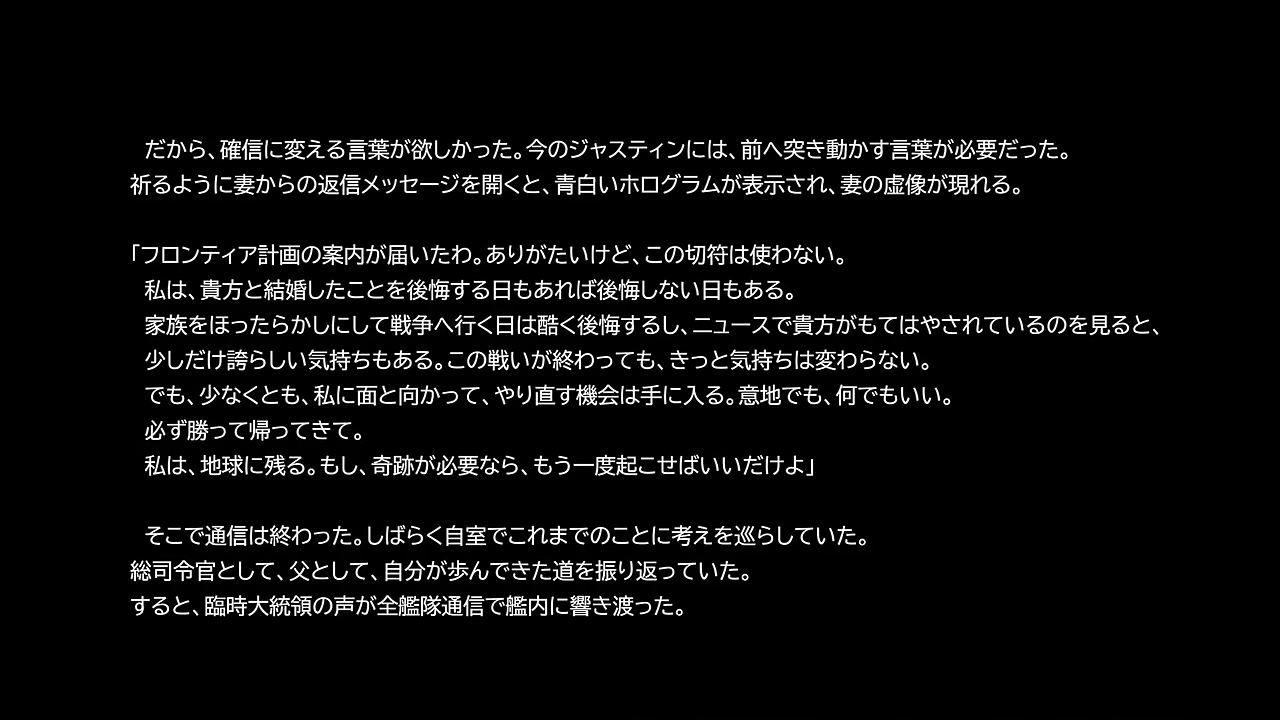 だから、確信に変える言葉が欲しかった。今のジャスティンには、前へ突き動かす言葉が必要だった。
祈るように妻からの返信メッセージを開くと、青白いホログラムが表示され、妻の虚像が現れる。
「フロンティア計画の案内が届いたわ。ありがたいけど、この切符は使わない。
私は、貴方と結婚したことを後悔する日もあれば後悔しない日もある。
家族をほったらかしにして戦争へ行く日は酷く後悔するし、ニュースで貴方がもてはやされているのを見ると、
少しだけ誇らしい気持ちもある。この戦いが終わっても、きっと気持ちは変わらない。
でも、少なくとも、私に面と向かって、やり直す機会は手に入る。意地でも、何でもいい。
必ず勝って帰ってきて。
私は、地球に残る。もし、奇跡が必要なら、もう一度起こせばいいだけよ」
そこで通信は終わった。しばらく自室でこれまでのことに考えを巡らしていた。
総司令官として、父として、自分が歩んできた道を振り返っていた。
すると、臨時大統領の声が全艦隊通信で艦内に響き渡った。